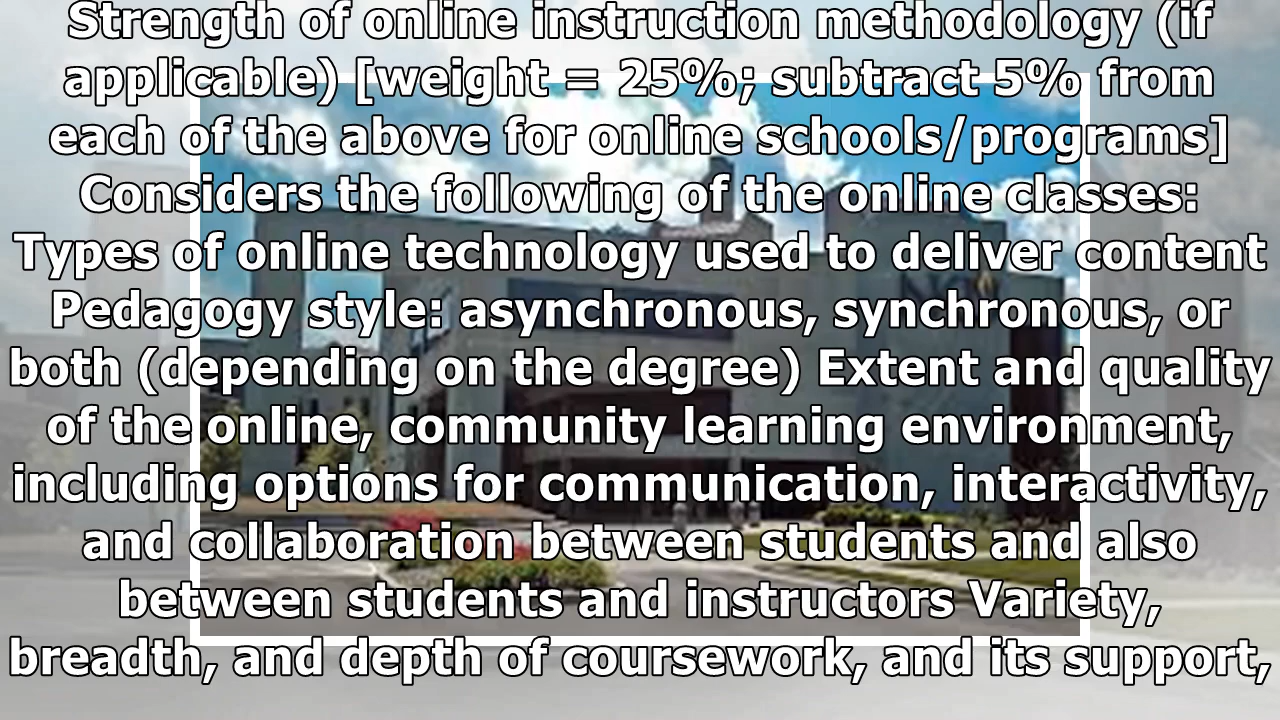 Strength of online instruction methodology (if
applicable) [weight = 25%; subtract 5% from
each of the above for online schools/programs]
Considers the following of the online classes:
Types of online technology used to deliver content
Pedagogy style: asynchronous, synchronous, or
both (depending on the degree) Extent and quality
of the online, community learning environment,
including options for communication, interactivity,
and collaboration between students and also
between students and instructors Variety,
breadth, and depth of coursework, and its support,